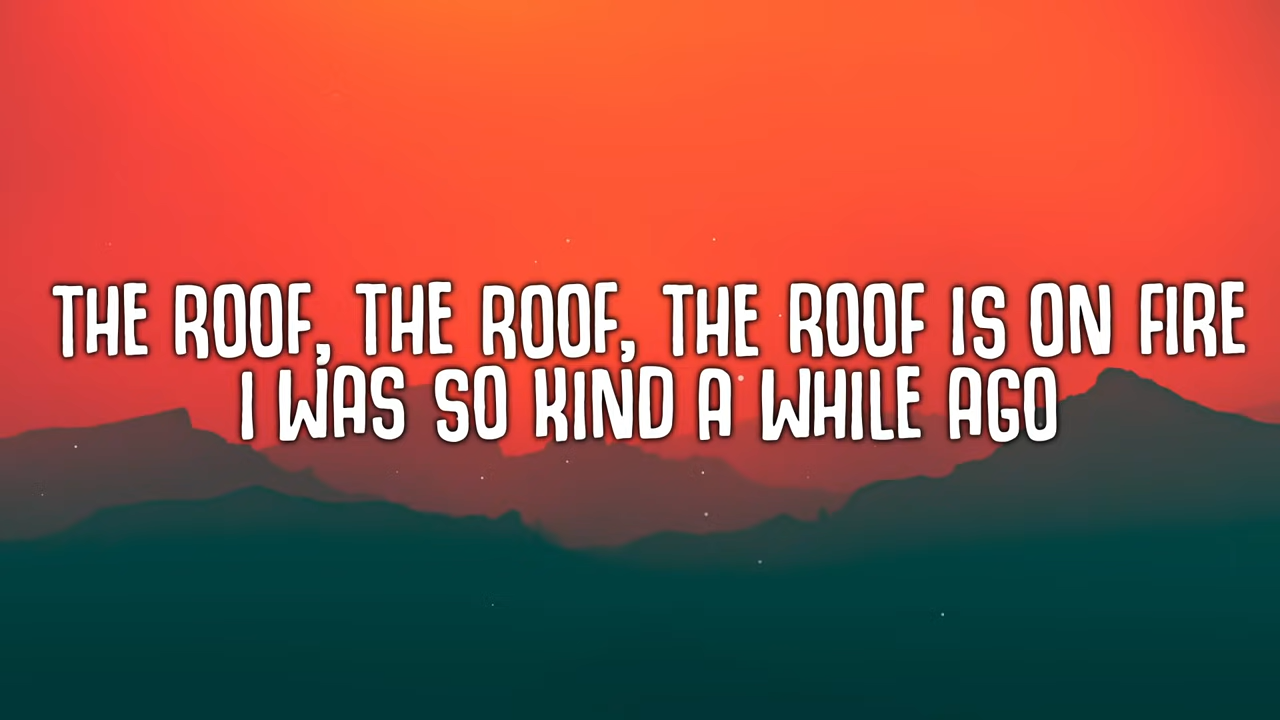 THE ROOF, THE ROOF, THE ROOF IS ON FIRE
I WAS SO KIND A WHILE AGO